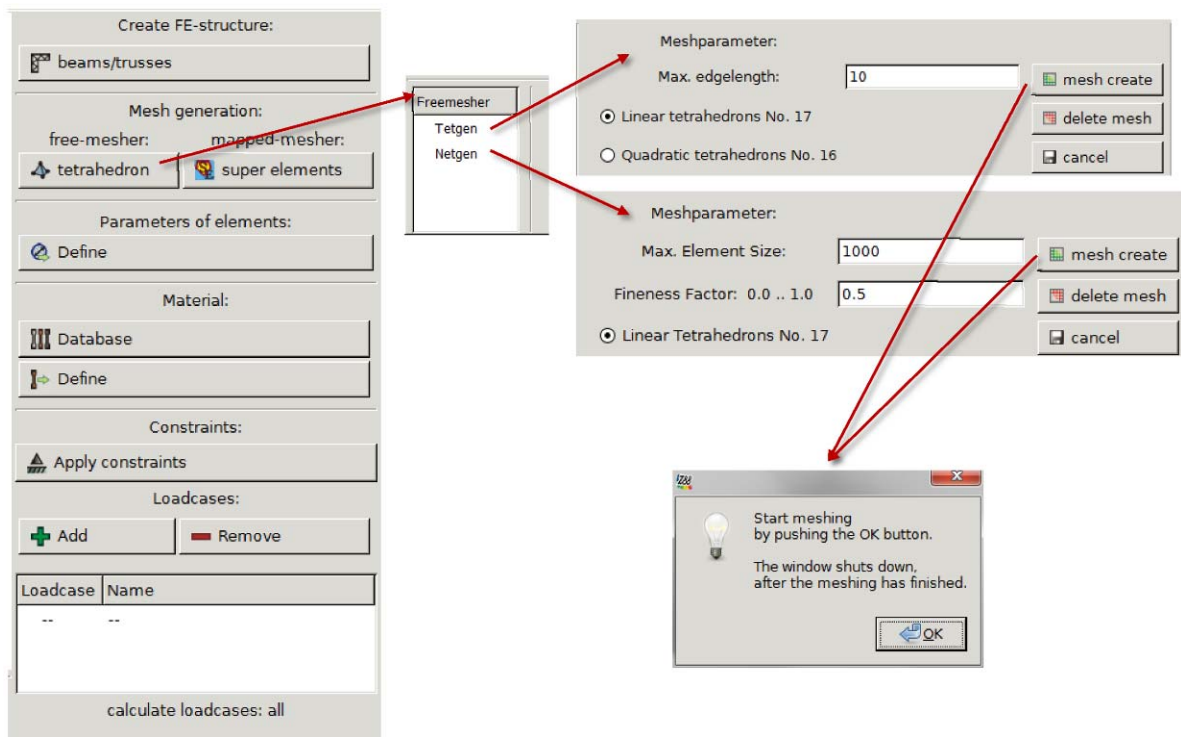 Create FE-structure:
beams/trusses
Mesh generation:
free-mesher: mapped-mesher:
tetrahedron super elements
Parameters of elements:
Define
Material:
Database
Define
Constraints:
Apply constraints
Loadcases:
Add Remove
Loadcase Name
-- --
calculate loadcases: all
Freemesher
Tetgen
Netgen
Meshparameter:
Max. edgelength: 10 mesh create
Linear tetrahedrons No. 17 delete mesh
Quadratic tetrahedrons No. 16 cancel
Meshparameter:
Max. Element Size: 1000 mesh create
Fineness Factor: 0.0 .. 1.0 0.5 delete mesh
Linear Tetrahedrons No. 17 cancel
Start meshing
by pushing the OK button.
The window shuts down,
after the meshing has finished.
OK